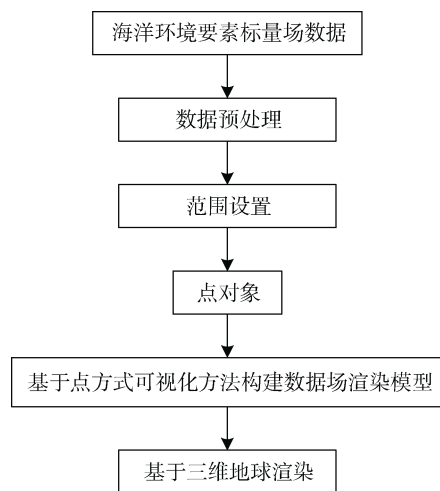 海洋环境要素标量场数据
数据预处理
范围设置
点对象
基于点方式可视化方法构建数据场渲染模型
基于三维地球渲染